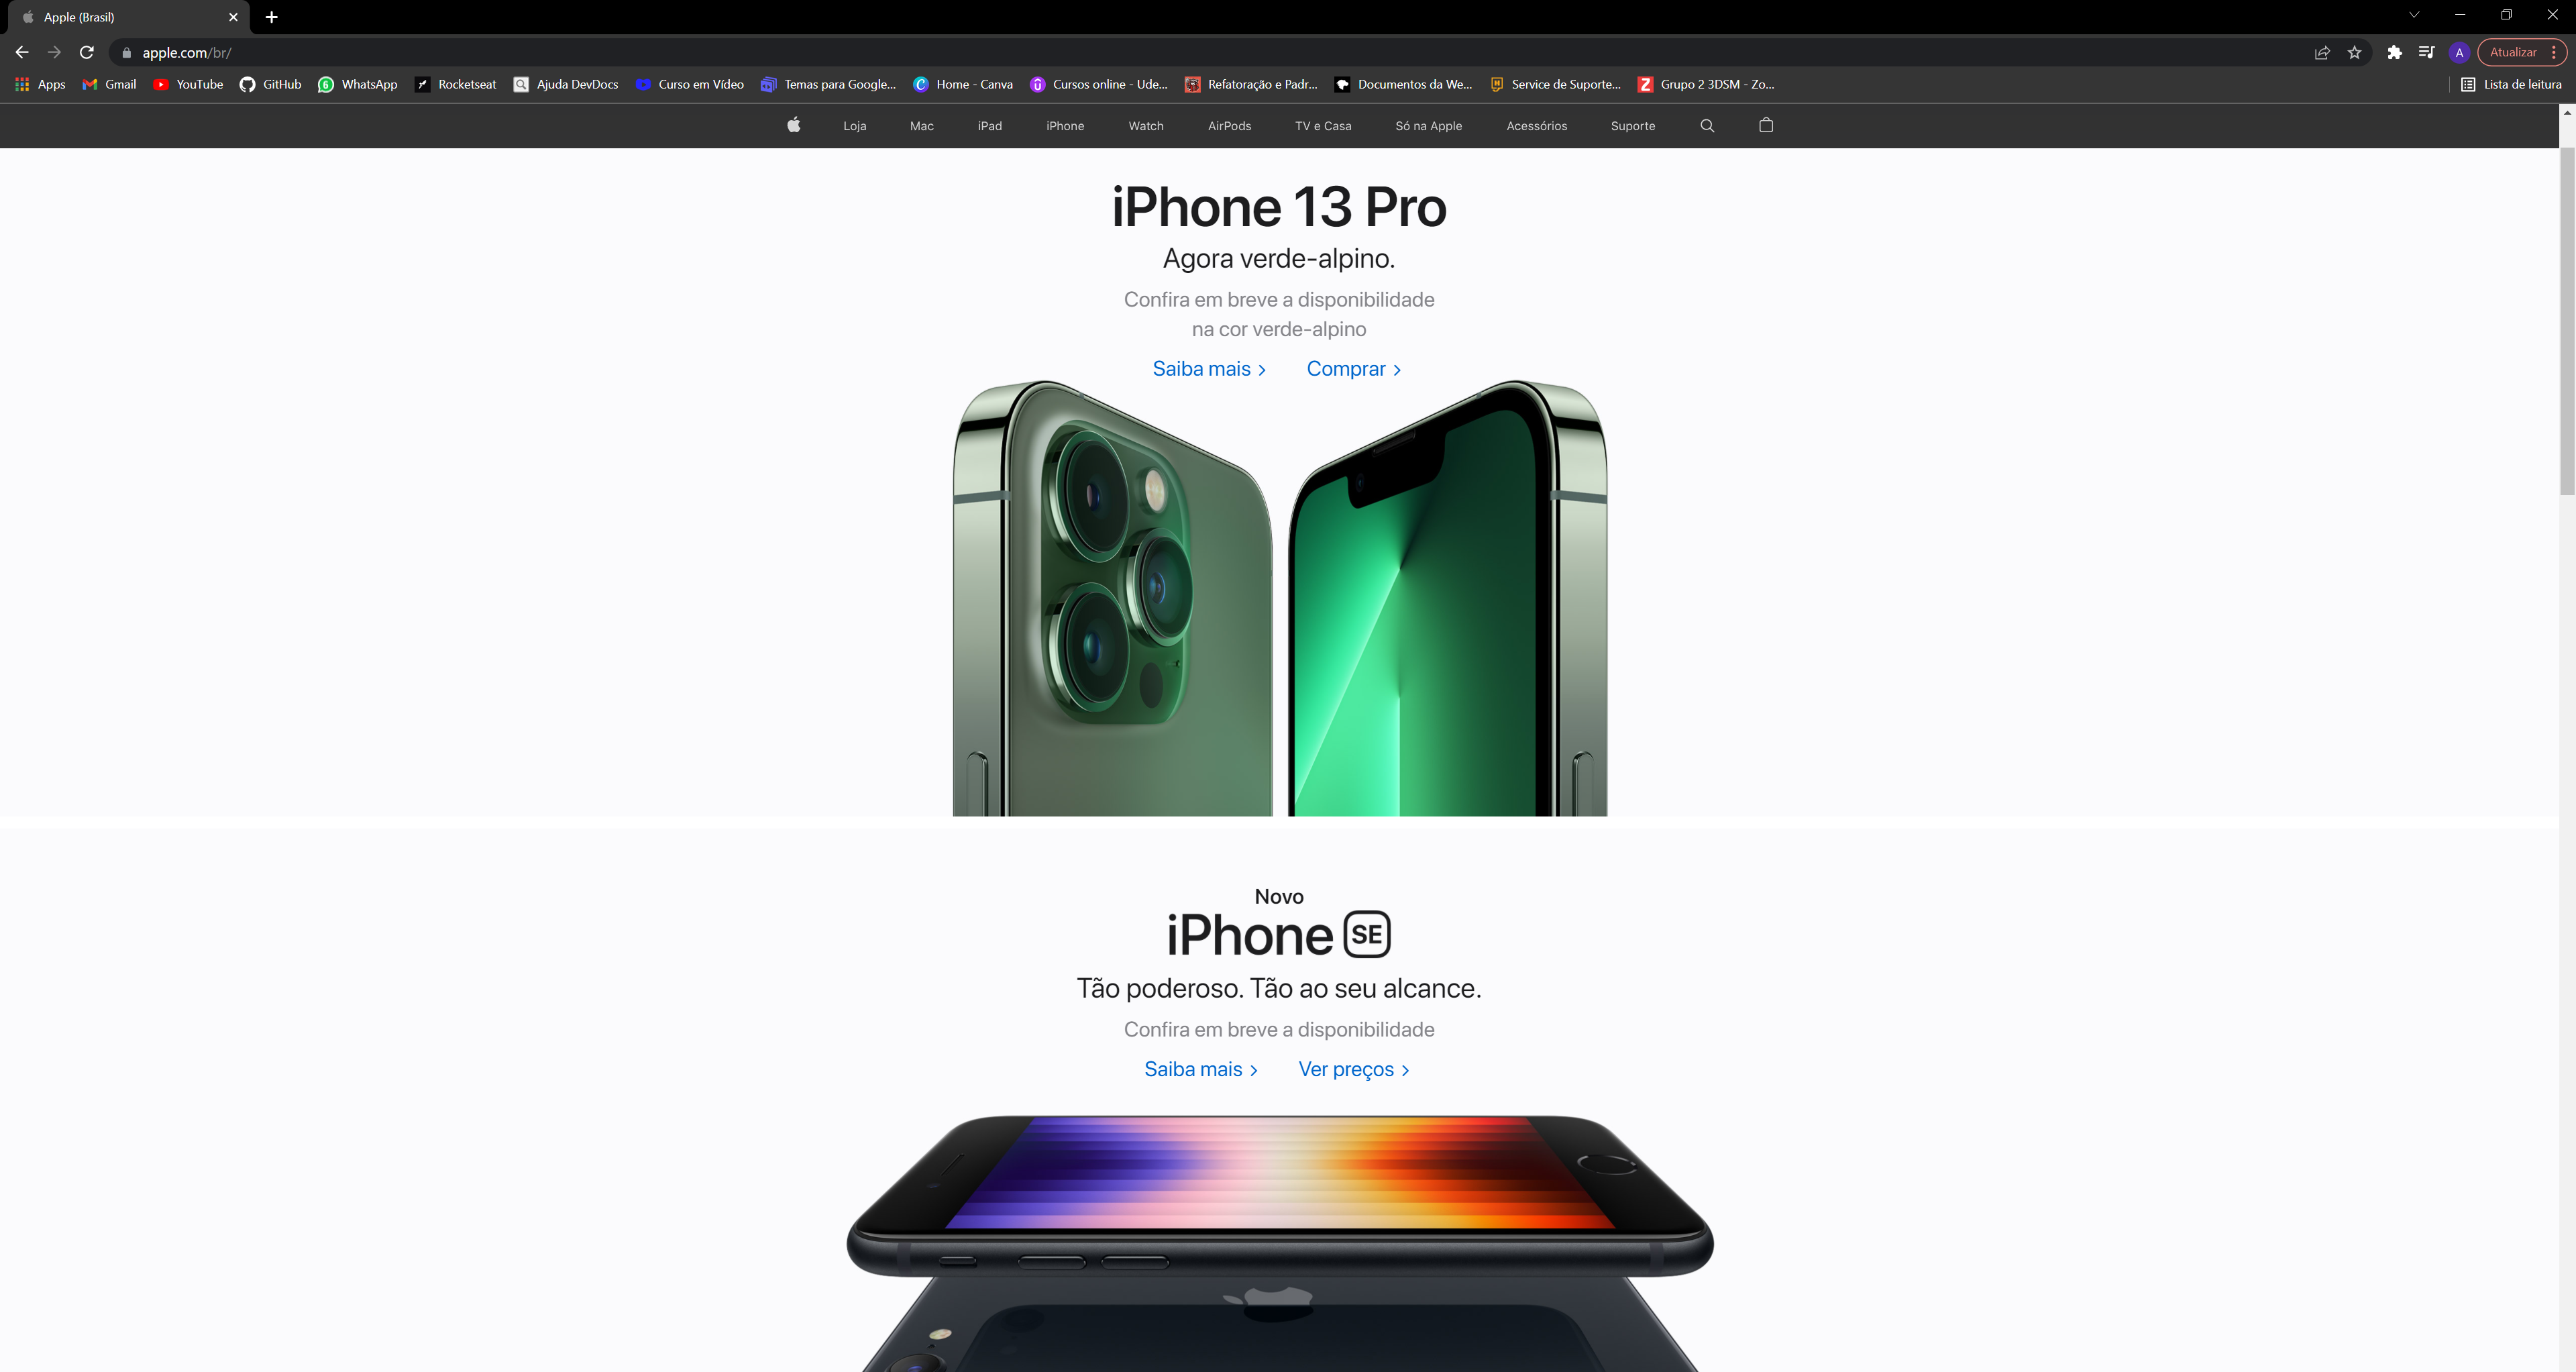 Apple (Brasil)
apple.com/br/
A
Atualizar
Apps
Gmail
YouTube
GitHub
6
WhatsApp
Rocketseat
Ajuda DevDocs
Curso em Vídeo
Temas para Google...
Home - Canva
Cursos online - Ude...
Refatoração e Padr...
Documentos da We...
Service de Suporte...
Z
Grupo 2 3DSM - Zo...
Lista de leitura
Loja
Mac
iPad
iPhone
Watch
AirPods
TV e Casa
Só na Apple
Acessórios
Suporte
iPhone 13 Pro
Agora verde-alpino.
Confira em breve a disponibilidade
na cor verde-alpino
Saiba mais >
Comprar >
Novo
iPhone SE
Tão poderoso. Tão ao seu alcance.
Confira em breve a disponibilidade
Saiba mais >
Ver preços >